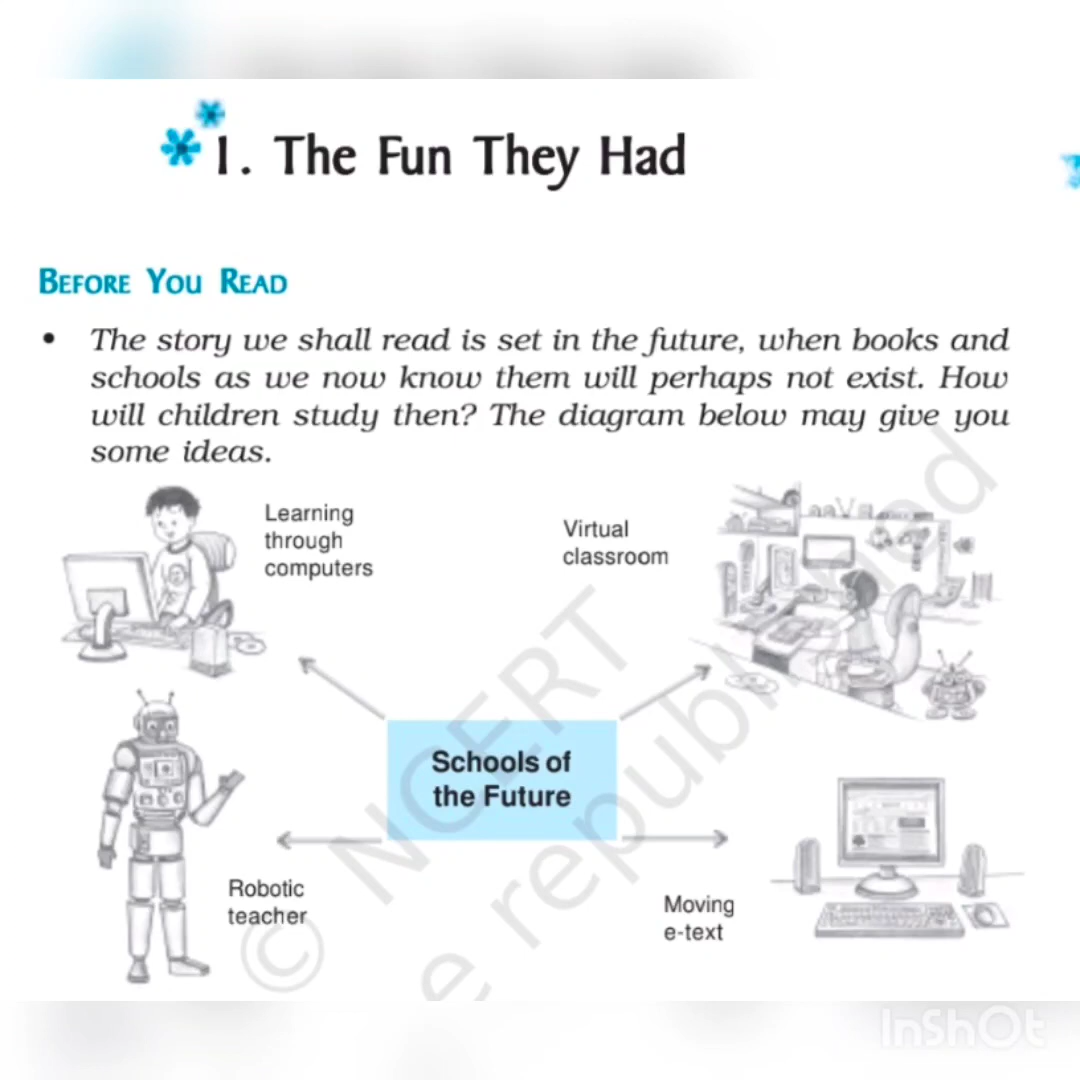 1. The Fun They Had
BEFORE YOU READ
• The story we shall read is set in the future, when books and
schools as we now know them will perhaps not exist. How
will children study then? The diagram below may give you
some ideas.
Learning
through
computers
Virtual
classroom
Schools of
the Future
Robotic
teacher
Moving
e-text
© NCERT
e republished
InShOt